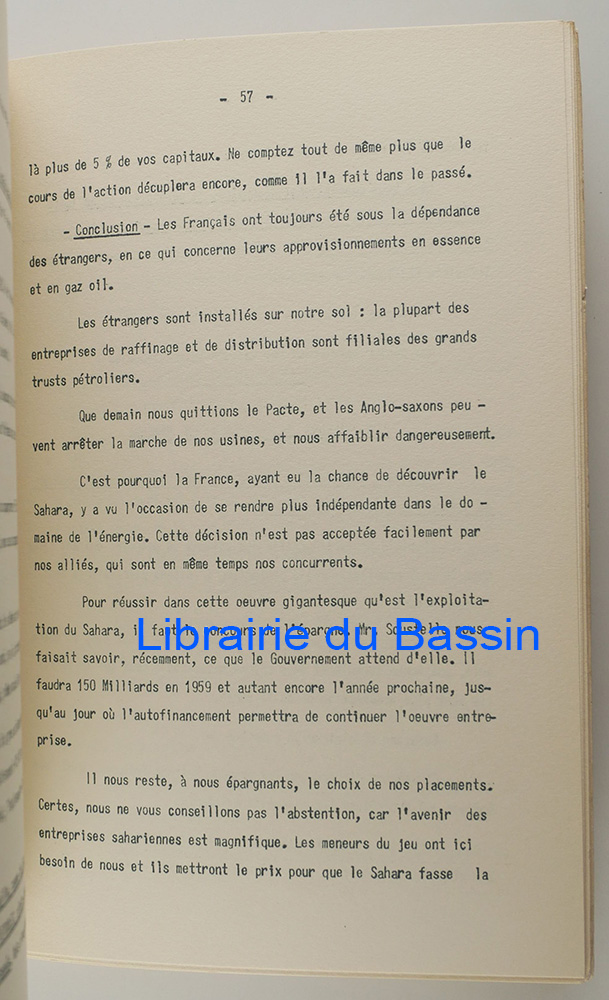 - 57 -
là plus de 5 % de vos capitaux. Ne comptez tout de même plus que le
cours de l'action décuplera encore, comme il l'a fait dans le passé.
- Conclusion - Les Français ont toujours été sous la dépendance
des étrangers, en ce qui concerne leurs approvisionnements en essence
et en gaz oil.
Les étrangers sont installés sur notre sol : la plupart des
entreprises de raffinage et de distribution sont filiales des grands
trusts pétroliers.
Que demain nous quittions le Pacte, et les Anglo-saxons peu -
vent arrêter la marche de nos usines, et nous affaiblir dangereusement.
C'est pourquoi la France, ayant eu la chance de découvrir le
Sahara, y a vu l'occasion de se rendre plus indépendante dans le do -
maine de l'énergie. Cette décision n'est pas acceptée facilement par
nos alliés, qui sont en même temps nos concurrents.
Pour réussir dans cette oeuvre gigantesque qu'est l'exploita-
tion du Sahara, il faut le concours de l'épargne. Mr. Soustelle nous
Librairie du Bassin
faisait savoir, récemment, ce que le Gouvernement attend d'elle. Il
faudra 150 Milliards en 1959 et autant encore l'année prochaine, jus-
qu'au jour où l'autofinancement permettra de continuer l'oeuvre entre-
prise.
Il nous reste, à nous épargnants, le choix de nos placements.
Certes, nous ne vous conseillons pas l'abstention, car l'avenir des
entreprises sahariennes est magnifique. Les meneurs du jeu ont ici
besoin de nous et ils mettront le prix pour que le Sahara fasse la